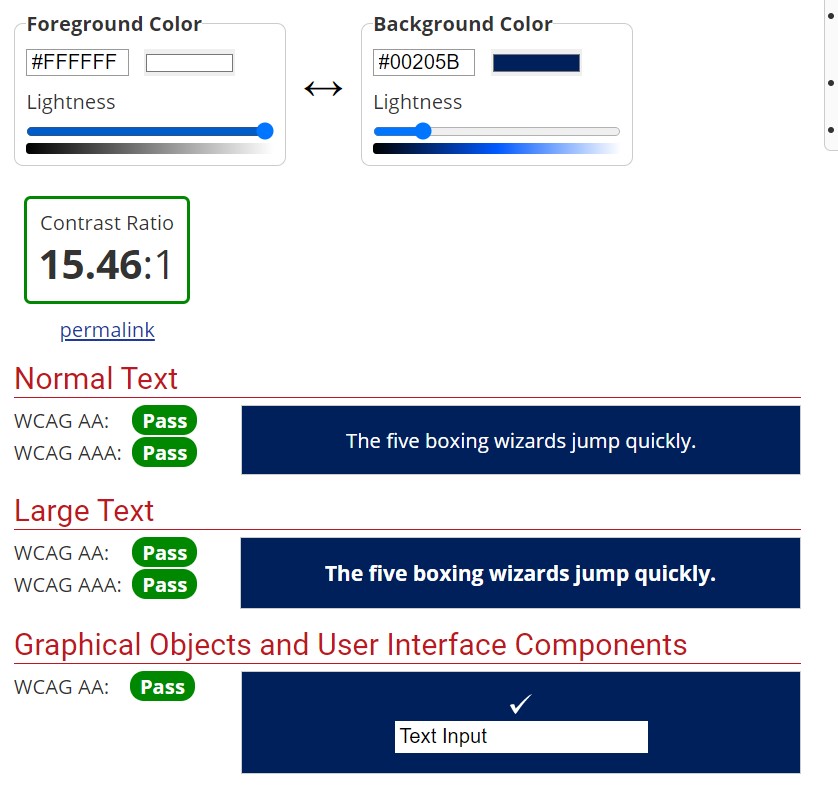 Foreground Color
#FFFFFF
Lightness
Background Color
#00205B
Lightness
Contrast Ratio
15.46:1
permalink
Normal Text
WCAG AA: Pass
WCAG AAA: Pass
The five boxing wizards jump quickly.
Large Text
WCAG AA: Pass
WCAG AAA: Pass
The five boxing wizards jump quickly.
Graphical Objects and User Interface Components
WCAG AA: Pass
Text Input